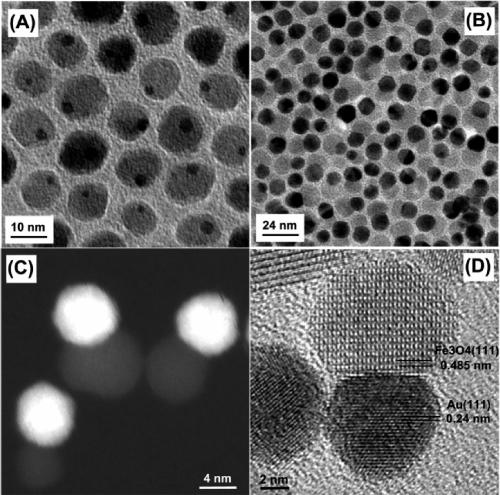 (A)
10 nm
(B)
24 nm
(C)
4 nm
(D)
Fe3O4(111)
0.485 nm
Au(111)
0.24 nm
2 nm